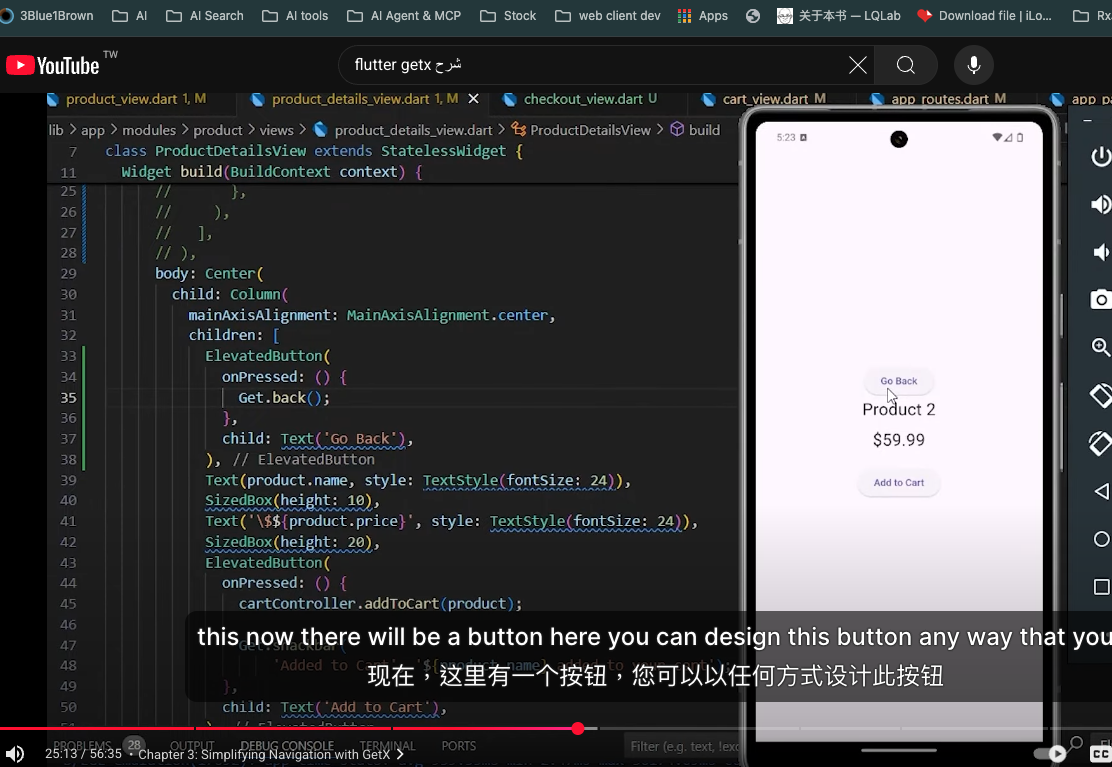 3Blue1Brown AI AI Search AI tools AI Agent & MCP Stock web client dev Apps 关于本书 — LQLab Download file | iLo... Rx
YouTube TW flutter getx شرح
product_view.dart 1, M product_details_view.dart 1, M checkout_view.dart U cart_view.dart M app_routes.dart M
lib > app > modules > product > views > product_details_view.dart > ProductDetailsView > build
7 class ProductDetailsView extends StatelessWidget {
11 Widget build(BuildContext context) {
25 // },
26 // ),
27 // ],
28 // ),
29 body: Center(
30 child: Column(
31 mainAxisAlignment: MainAxisAlignment.center,
32 children: [
33 ElevatedButton(
34 onPressed: () {
35 Get.back();
36 },
37 child: Text('Go Back'),
38 ), // ElevatedButton
39 Text(product.name, style: TextStyle(fontSize: 24)),
40 SizedBox(height: 10),
41 Text('\$${product.price}', style: TextStyle(fontSize: 24)),
42 SizedBox(height: 20),
43 ElevatedButton(
44 onPressed: () {
45 cartController.addToCart(product);
46
47 Get.snackbar(
48 'Added to Cart', '${product.name} added to your cart');
49 },
50 child: Text('Add to Cart'),
5:23
Go Back
Product 2
$59.99
Add to Cart
this now there will be a button here you can design this button any way that you
现在，这里有一个按钮，您可以以任何方式设计此按钮
PROBLEMS 28 OUTPUT DEBUG CONSOLE TERMINAL PORTS Filter (e.g. text, !exc
25:13 / 56:35 • Chapter 3: Simplifying Navigation with GetX >
CC